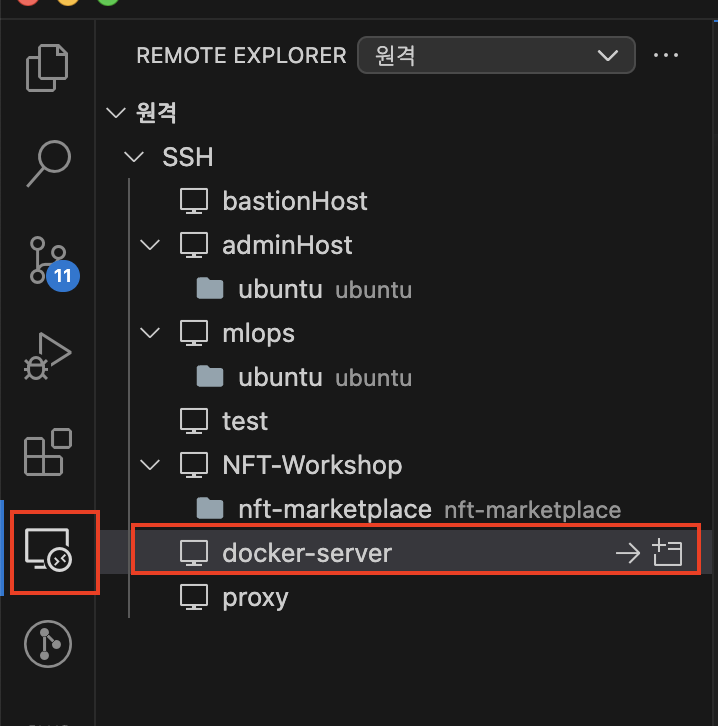 REMOTE EXPLORER 원격 ...
원격
SSH
bastionHost
adminHost
ubuntu ubuntu
11
mlops
ubuntu ubuntu
test
NFT-Workshop
nft-marketplace nft-marketplace
docker-server
proxy